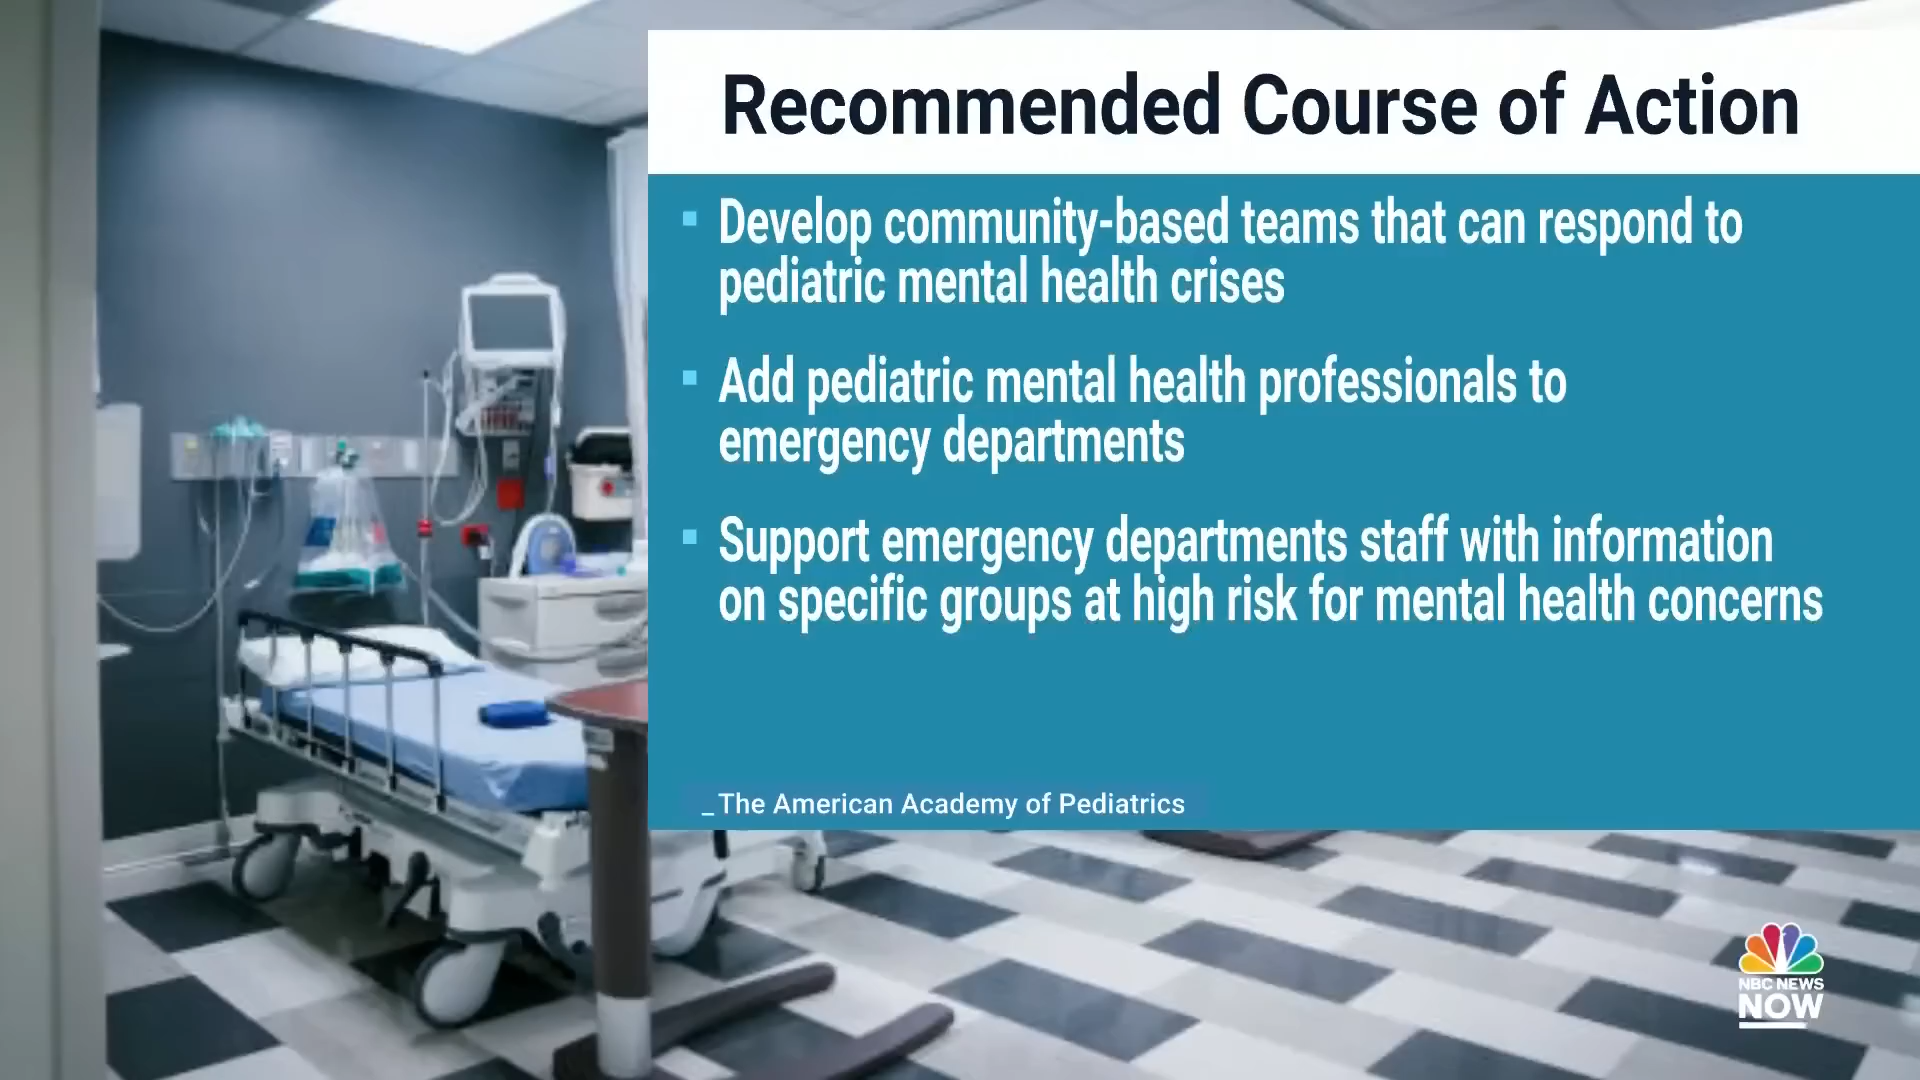 Recommended Course of Action
Develop community-based teams that can respond to
pediatric mental health crises
Add pediatric mental health professionals to
emergency departments
Support emergency departments staff with information
on specific groups at high risk for mental health concerns
_The American Academy of Pediatrics
NBC NEWS
NOW